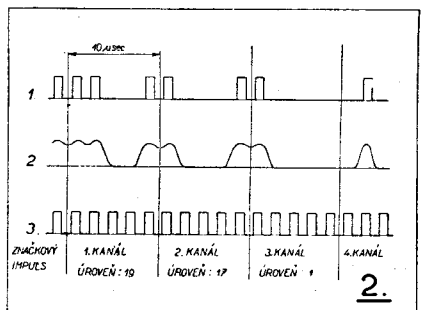 10 µsec
1.
2
3.
ZNAČKOVÝ IMPULS
1. KANÁL
ÚROVEŇ : 19
2. KANÁL
ÚROVEŇ : 17
3. KANÁL
ÚROVEŇ 1
4. KANÁL
2.